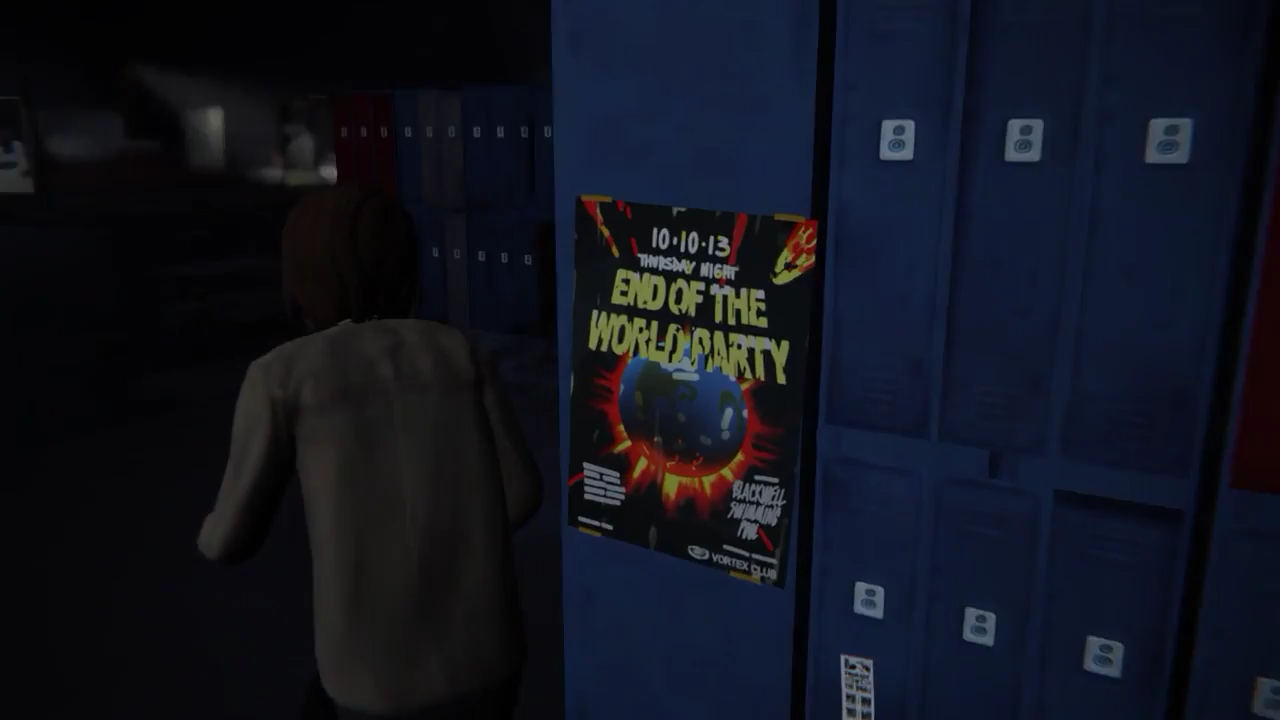 10·10·13
THURSDAY NIGHT
END OF THE
WORLD PARTY
BLACKWELL
SWIMMING
POOL
VORTEX CLUB